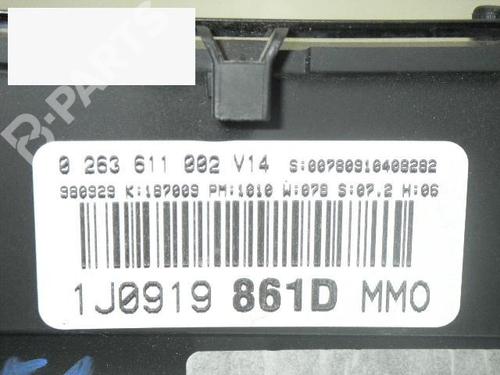 B-PARTS
0 263 611 002 V14 S:00780910408282
980929 K:187009 PM:1010 W:078 S:07.2 H:06
1J0919 861D MMO